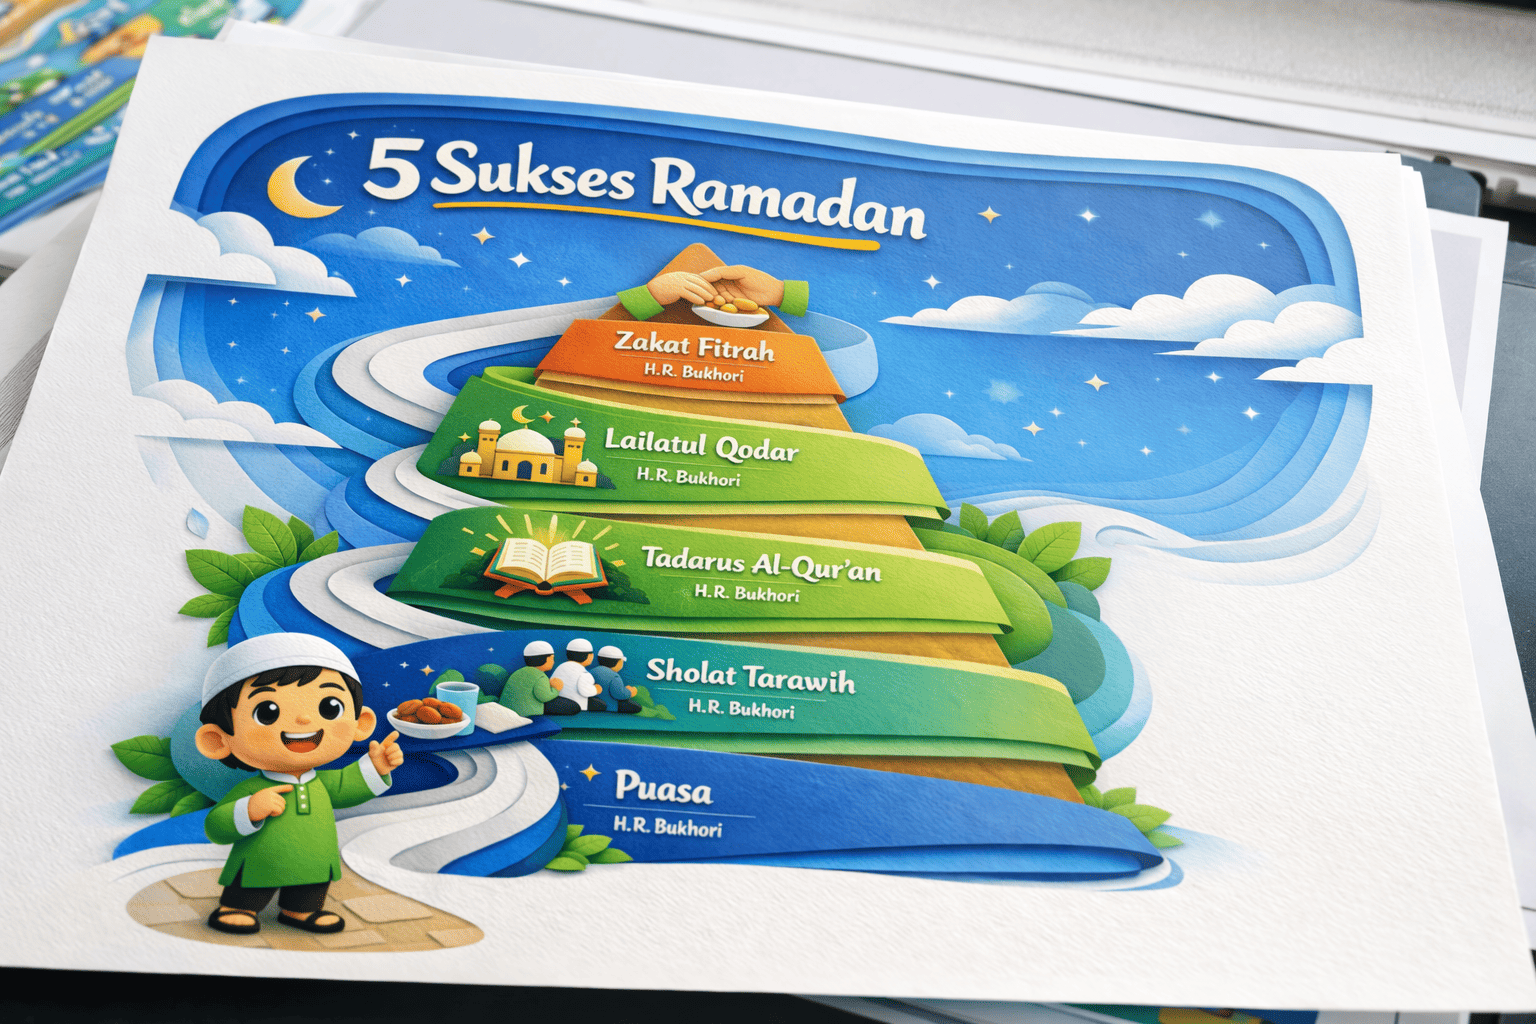 5 Sukses Ramadan
Zakat Fitrah
H.R. Bukhori
Lailatul Qodar
H.R. Bukhori
Tadarus Al-Qur'an
H.R. Bukhori
Sholat Tarawih
H.R. Bukhori
Puasa
H.R. Bukhori